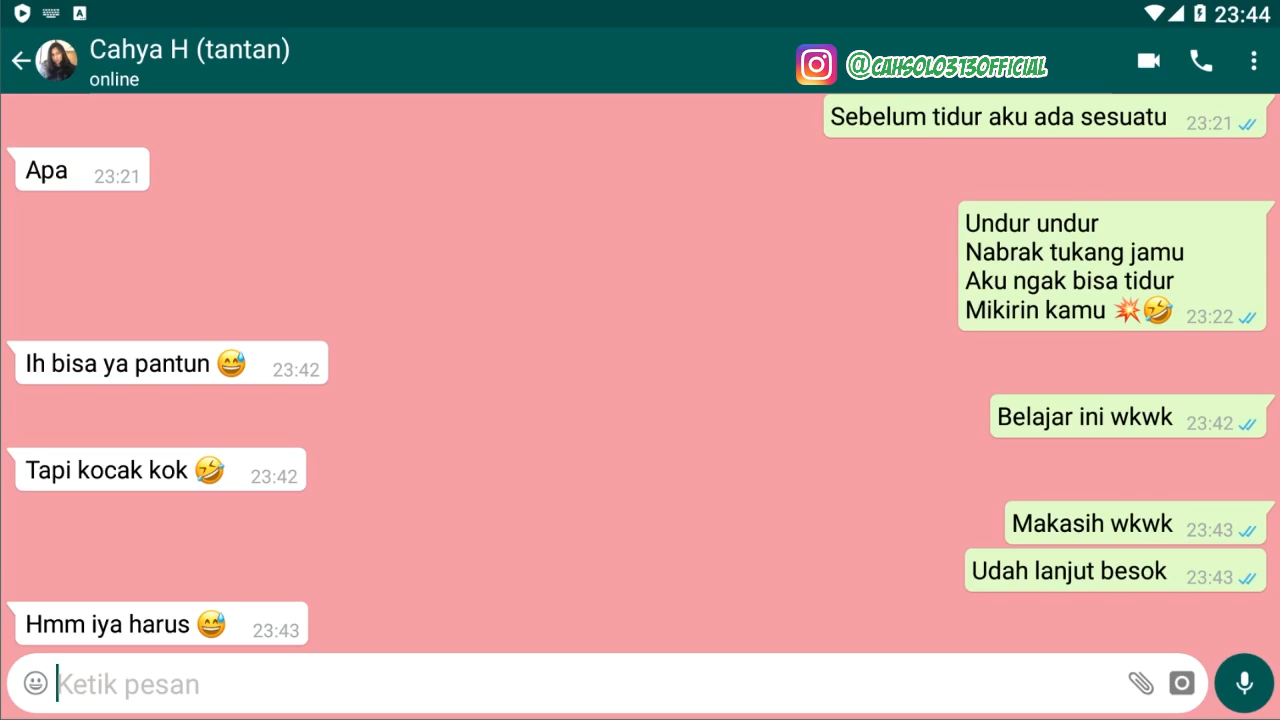 23:44
Cahya H (tantan)
online
@CAHSOLO313OFFICIAL
Sebelum tidur aku ada sesuatu 23:21
Apa 23:21
Undur undur
Nabrak tukang jamu
Aku ngak bisa tidur
Mikirin kamu 💥🤣 23:22
Ih bisa ya pantun 😅 23:42
Belajar ini wkwk 23:42
Tapi kocak kok 🤣 23:42
Makasih wkwk 23:43
Udah lanjut besok 23:43
Hmm iya harus 😅 23:43
Ketik pesan